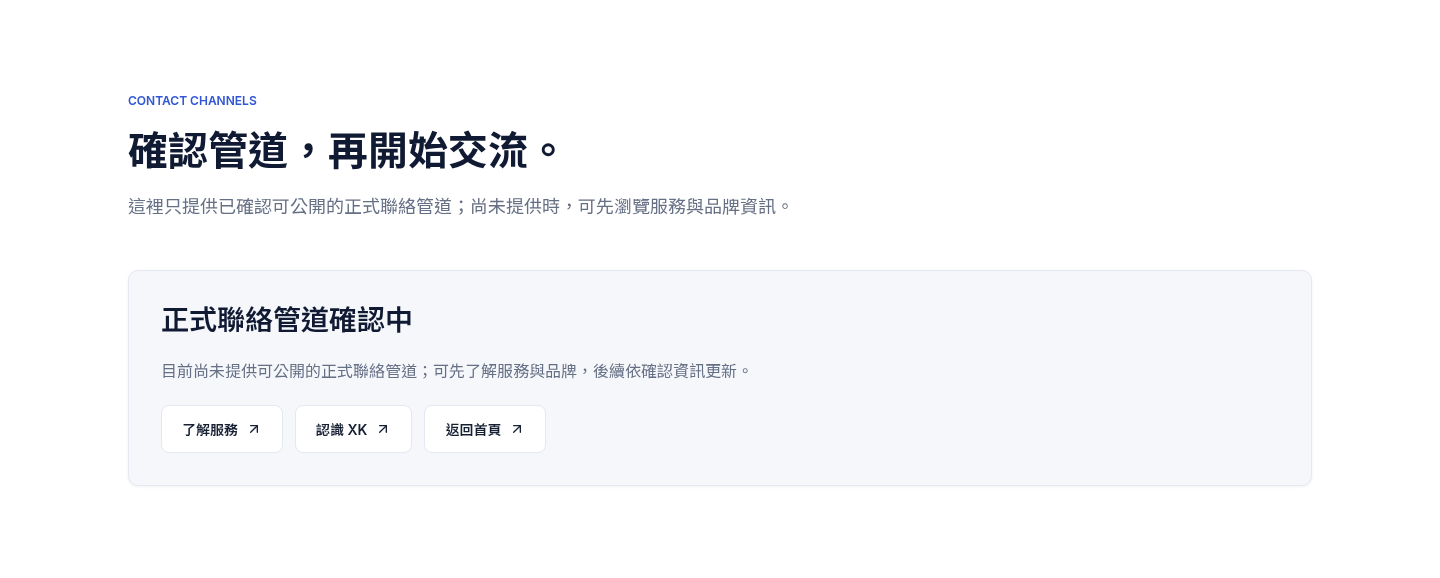 CONTACT CHANNELS
確認管道，再開始交流。
這裡只提供已確認可公開的正式聯絡管道；尚未提供時，可先瀏覽服務與品牌資訊。
正式聯絡管道確認中
目前尚未提供可公開的正式聯絡管道；可先了解服務與品牌，後續依確認資訊更新。
了解服務
認識 XK
返回首頁